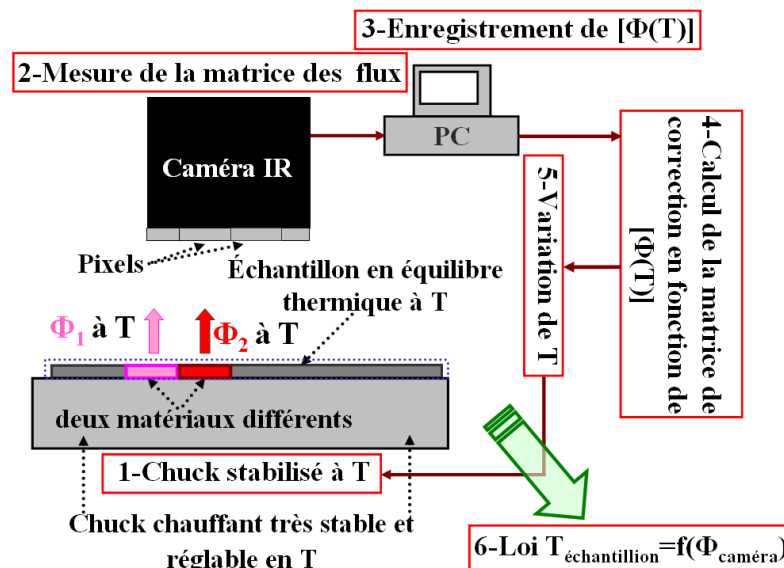 3-Enregistrement de [Φ(T)]
2-Mesure de la matrice des flux
PC
Caméra IR
4-Calcul de la matrice de
correction en fonction de
[Φ(T)]
5-Variation de T
Pixels
Échantillon en équilibre
thermique à T
Φ1 à T
Φ2 à T
deux matériaux différents
1-Chuck stabilisé à T
Chuck chauffant très stable et
réglable en T
6-Loi Téchantillion=f(Φcaméra)